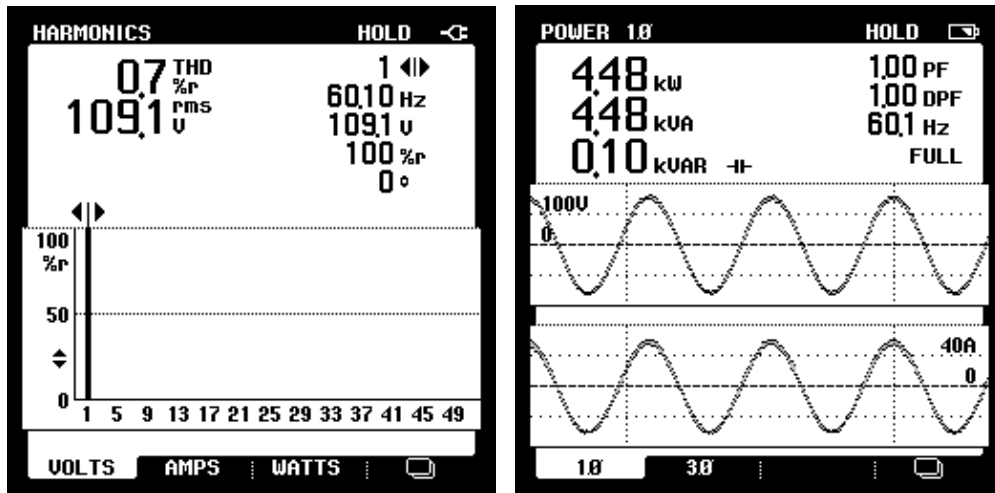 HARMONICS HOLD
0.7 THD %r
109.1 rms V
1
60.10 Hz
109.1 V
100 %r
0 °
100
%r
50
0
1 5 9 13 17 21 25 29 33 37 41 45 49
VOLTS AMPS WATTS
POWER 1Ø HOLD
4.48 kW
4.48 kVA
0.10 kVAR
1.00 PF
1.00 DPF
60.1 Hz
FULL
100V
0
40A
0
1Ø 3Ø